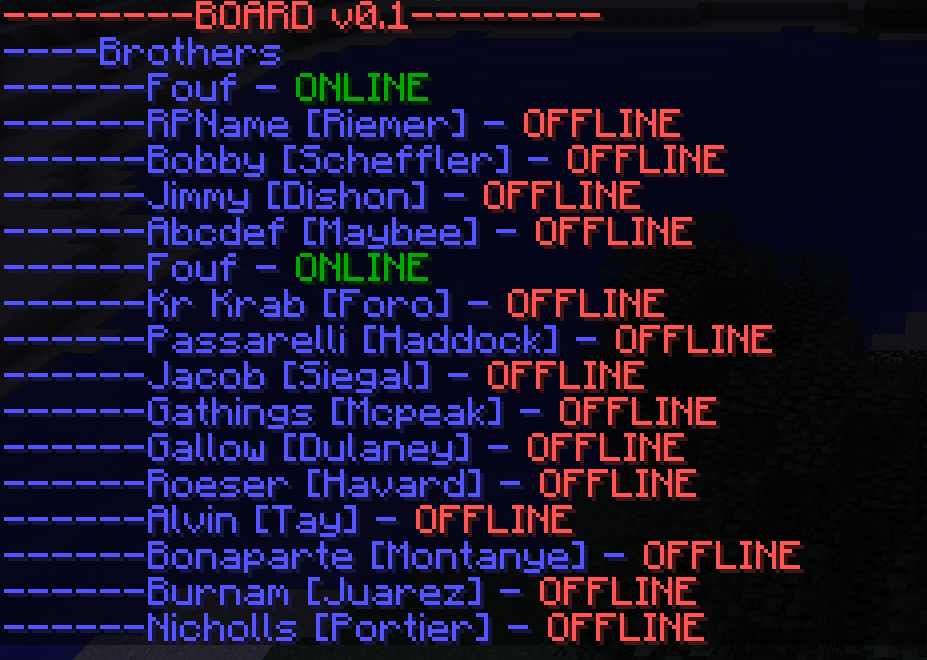 --------BOARD v0.1--------
----Brothers
------Fouf - ONLINE
------RPName [Riemer] - OFFLINE
------Bobby [Scheffler] - OFFLINE
------Jimmy [Dishon] - OFFLINE
------Abcdef [Maybee] - OFFLINE
------Fouf - ONLINE
------Kr Krab [Foro] - OFFLINE
------Passarelli [Haddock] - OFFLINE
------Jacob [Siegal] - OFFLINE
------Gathings [Mcpeak] - OFFLINE
------Gallow [Dulaney] - OFFLINE
------Roeser [Havard] - OFFLINE
------Alvin [Tay] - OFFLINE
------Bonaparte [Montanye] - OFFLINE
------Burnam [Juarez] - OFFLINE
------Nicholls [Portier] - OFFLINE